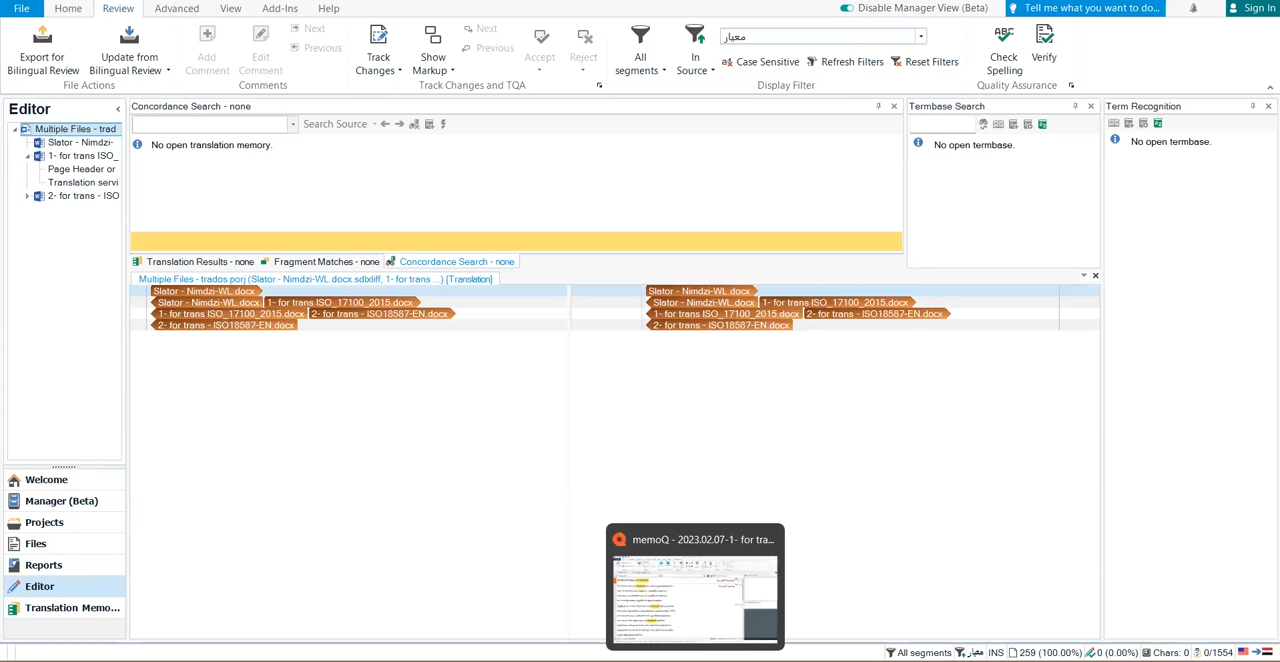 File Home Review Advanced View Add-Ins Help Disable Manager View (Beta) Tell me what you want to do... Sign In
Export for Bilingual Review
Update from Bilingual Review
File Actions
Add Comment
Edit Comment
Next
Previous
Comments
Track Changes
Show Markup
Next
Previous
Accept
Reject
Track Changes and TQA
All segments
In Source
معيار
Case Sensitive Refresh Filters Reset Filters
Display Filter
Check Spelling
Verify
Quality Assurance
Editor
Multiple Files - trad
Slator - Nimdzi-
1- for trans ISO_
Page Header or
Translation servi
2- for trans - ISO
Concordance Search - none
Search Source
No open translation memory.
Termbase Search
No open termbase.
Term Recognition
No open termbase.
Translation Results - none Fragment Matches - none Concordance Search - none
Multiple Files - trados porj (Slator - Nimdzi-WL.docx.sdlxliff, 1- for trans ...) [Translation]
Slator - Nimdzi-WL.docx Slator - Nimdzi-WL.docx
Slator - Nimdzi-WL.docx 1- for trans ISO_17100_2015.docx Slator - Nimdzi-WL.docx 1- for trans ISO_17100_2015.docx
1- for trans ISO_17100_2015.docx 2- for trans - ISO18587-EN.docx 1- for trans ISO_17100_2015.docx 2- for trans - ISO18587-EN.docx
2- for trans - ISO18587-EN.docx 2- for trans - ISO18587-EN.docx
Welcome
Manager (Beta)
Projects
Files
Reports
Editor
Translation Memo...
memoQ - 2023.02.07-1- for tra...
All segments معيار INS 259 (100.00%) 0 (0.00%) Chars: 0 0/1554